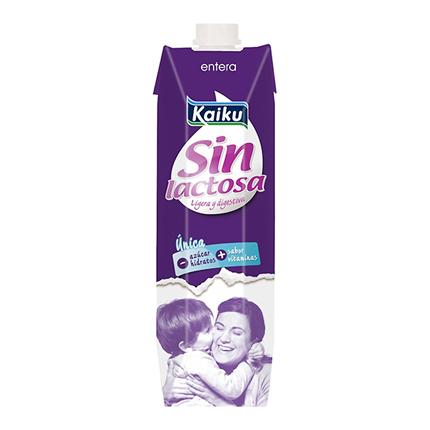 entera
Kaiku
Sin
lactosa
Ligera y digestiva
Única
- azúcar
hidratos
+ sabor
vitaminas